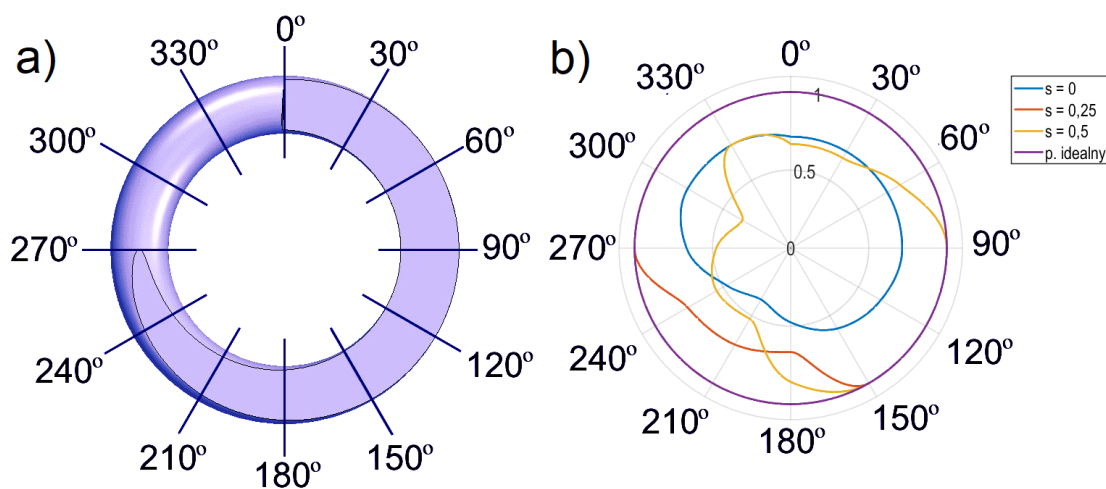 a)
0º
30º
60º
90º
120º
150º
180º
210º
240º
270º
300º
330º
b)
0º
30º
60º
90º
120º
150º
180º
210º
240º
270º
300º
330º
1
0.5
0
s = 0
s = 0,25
s = 0,5
p. idealny